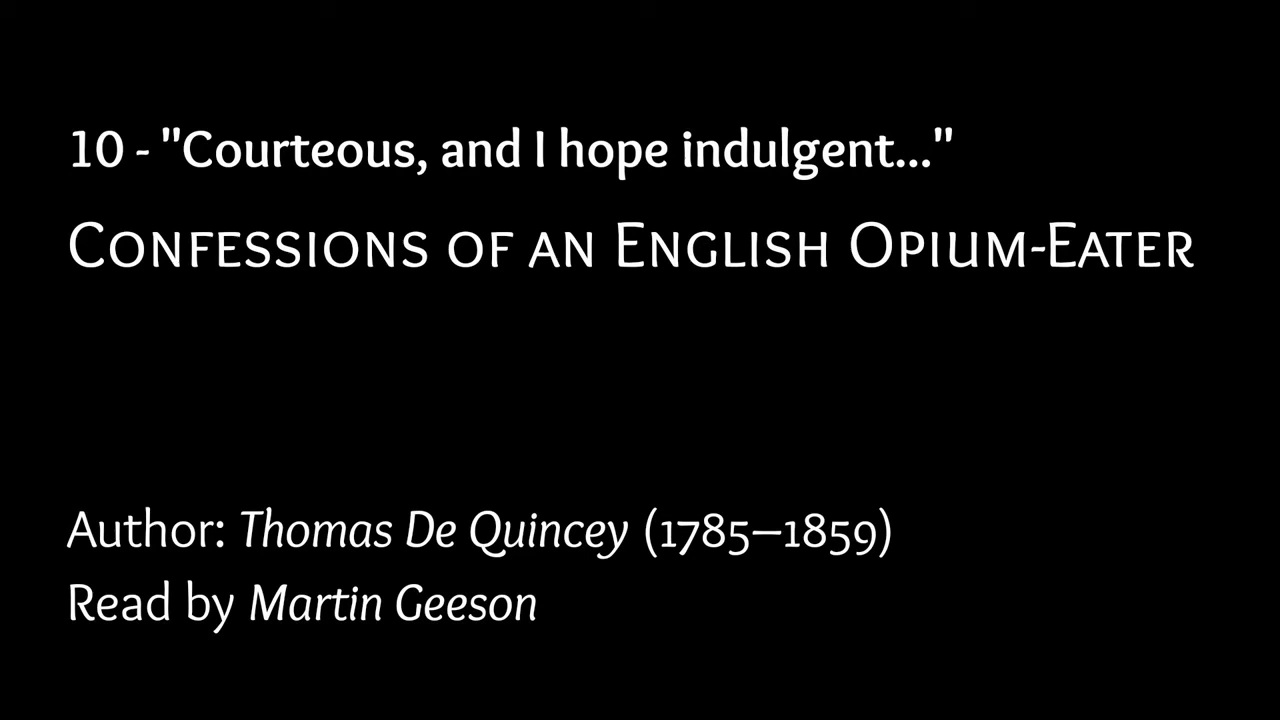 10 - "Courteous, and I hope indulgent..."
Confessions of an English Opium-Eater
Author: Thomas De Quincey (1785–1859)
Read by Martin Geeson